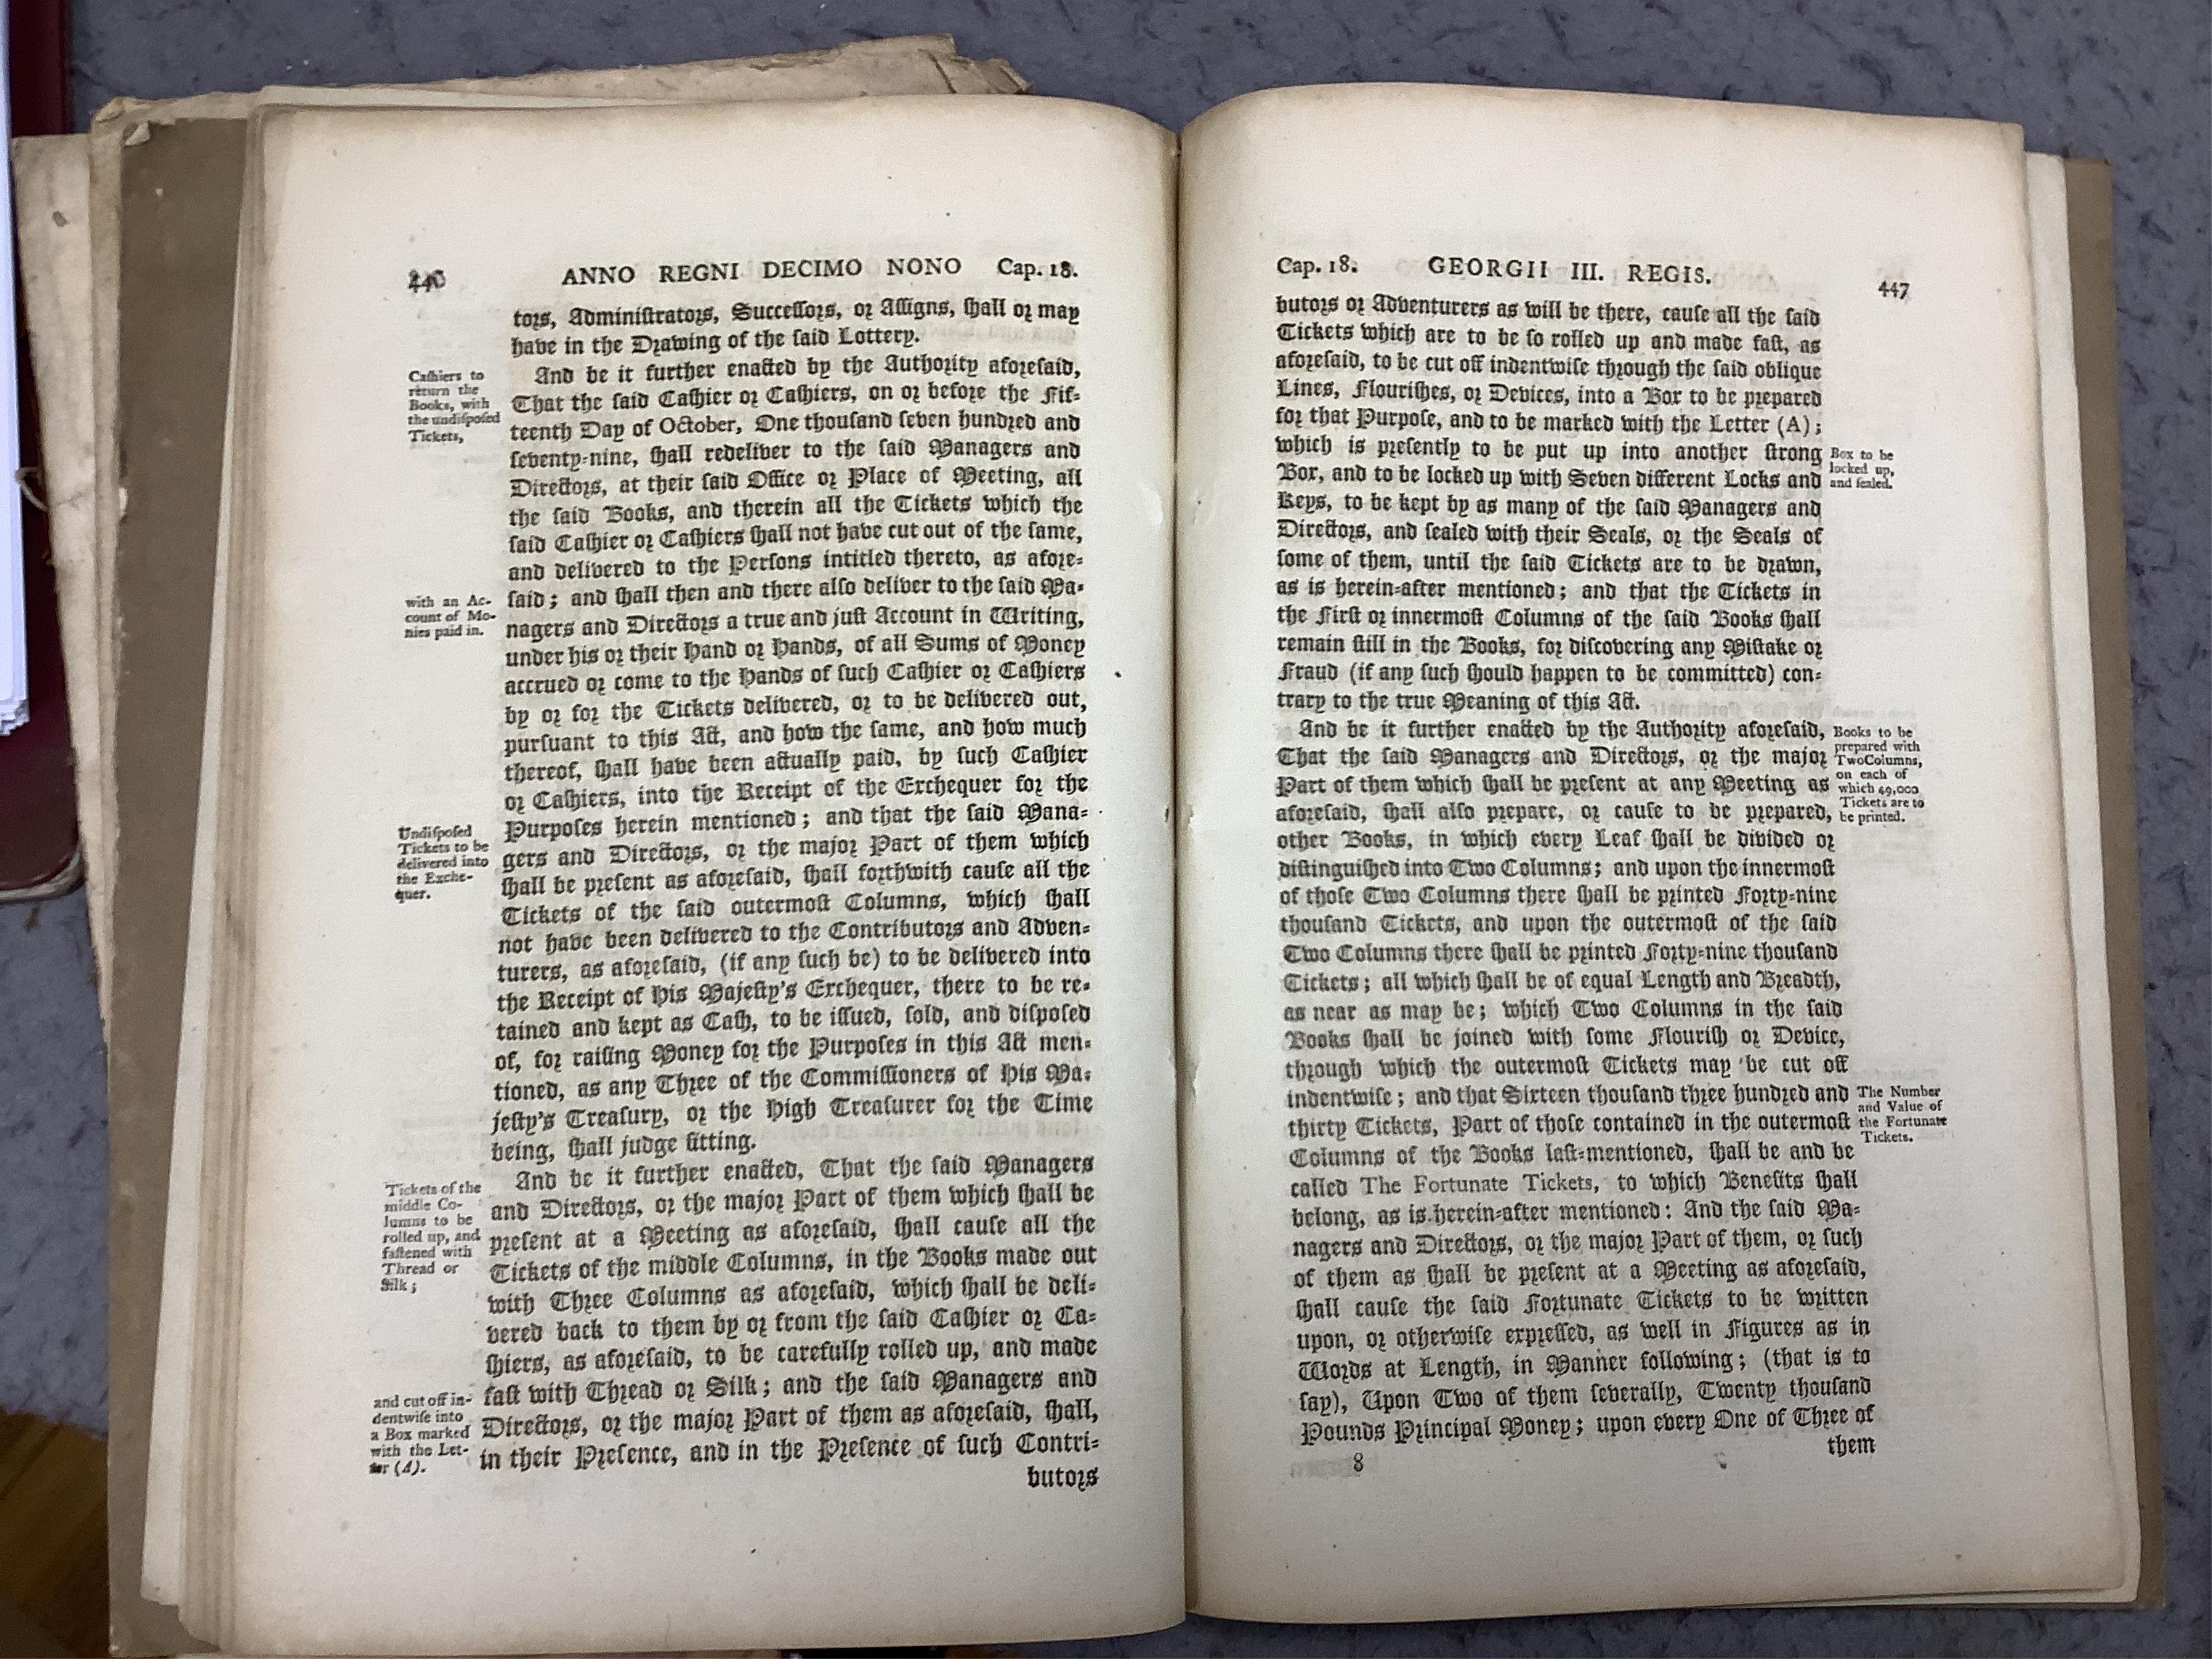 446 ANNO REGNI DECIMO NONO Cap. 18.
tors, Administrators, Successors, or Assigns, shall or may
have in the Drawing of the said Lottery.
Cashiers to
return the
Books, with
the undisposed
Tickets,
And be it further enacted by the Authority aforesaid,
That the said Cashier or Cashiers, on or before the Fif-
teenth Day of October, One thousand seven hundred and
seventy-nine, shall redeliver to the said Managers and
Directors, at their said Office or Place of Meeting, all
the said Books, and therein all the Tickets which the
said Cashier or Cashiers shall not have cut out of the same,
and delivered to the Persons intitled thereto, as afore-
with an Ac-
count of Mo-
nies paid in.
said; and shall then and there also deliver to the said Ma-
nagers and Directors a true and just Account in Writing,
under his or their Hand or Hands, of all Sums of Money
accrued or come to the Hands of such Cashier or Cashiers
by or for the Tickets delivered, or to be delivered out,
pursuant to this Act, and how the same, and how much
thereof, shall have been actually paid, by such Cashier
or Cashiers, into the Receipt of the Exchequer for the
Undisposed
Tickets to be
delivered into
the Exche-
quer.
Purposes herein mentioned; and that the said Mana-
gers and Directors, or the major Part of them which
shall be present as aforesaid, shall forthwith cause all the
Tickets of the said outermost Columns, which shall
not have been delivered to the Contributors and Adven-
turers, as aforesaid, (if any such be) to be delivered into
the Receipt of His Majesty's Exchequer, there to be re-
tained and kept as Cash, to be issued, sold, and disposed
of, for raising Money for the Purposes in this Act men-
tioned, as any Three of the Commissioners of His Ma-
jesty's Treasury, or the High Treasurer for the Time
being, shall judge fitting.
Tickets of the
middle Co-
lumns to be
rolled up, and
fastened with
Thread or
Silk;
And be it further enacted, That the said Managers
and Directors, or the major Part of them which shall be
present at a Meeting as aforesaid, shall cause all the
Tickets of the middle Columns, in the Books made out
with Three Columns as aforesaid, which shall be deli-
vered back to them by or from the said Cashier or Ca-
shiers, as aforesaid, to be carefully rolled up, and made
and cut off in-
dentwise into
a Box marked
with the Let-
ter (A).
fast with Thread or Silk; and the said Managers and
Directors, or the major Part of them as aforesaid, shall,
in their Presence, and in the Presence of such Contri-
butors
Cap. 18. GEORGII III. REGIS. 447
butors or Adventurers as will be there, cause all the said
Tickets which are to be so rolled up and made fast, as
aforesaid, to be cut off indentwise through the said oblique
Lines, Flourishes, or Devices, into a Box to be prepared
for that Purpose, and to be marked with the Letter (A);
which is presently to be put up into another strong
Box, and to be locked up with Seven different Locks and
Keys, to be kept by as many of the said Managers and
Directors, and sealed with their Seals, or the Seals of
some of them, until the said Tickets are to be drawn,
as is herein-after mentioned; and that the Tickets in
the First or innermost Columns of the said Books shall
remain still in the Books, for discovering any Mistake or
Fraud (if any such should happen to be committed) con-
trary to the true Meaning of this Act.
Box to be
locked up,
and sealed.
And be it further enacted by the Authority aforesaid,
That the said Managers and Directors, or the major
Part of them which shall be present at any Meeting as
aforesaid, shall also prepare, or cause to be prepared,
other Books, in which every Leaf shall be divided or
distinguished into Two Columns; and upon the innermost
of those Two Columns there shall be printed Forty-nine
thousand Tickets, and upon the outermost of the said
Two Columns there shall be printed Forty-nine thousand
Tickets; all which shall be of equal Length and Breadth,
as near as may be; which Two Columns in the said
Books shall be joined with some Flourish or Device,
through which the outermost Tickets may be cut off
indentwise; and that Sixteen thousand three hundred and
thirty Tickets, Part of those contained in the outermost
Columns of the Books last-mentioned, shall be and be
called The Fortunate Tickets, to which Benefits shall
belong, as is herein-after mentioned: And the said Ma-
nagers and Directors, or the major Part of them, or such
of them as shall be present at a Meeting as aforesaid,
shall cause the said Fortunate Tickets to be written
upon, or otherwise expressed, as well in Figures as in
Words at Length, in Manner following; (that is to
say), Upon Two of them severally, Twenty thousand
Pounds Principal Money; upon every One of Three of
Books to be
prepared with
Two Columns,
on each of
which 49,000
Tickets are to
be printed.
The Number
and Value of
the Fortunate
Tickets.
8 them